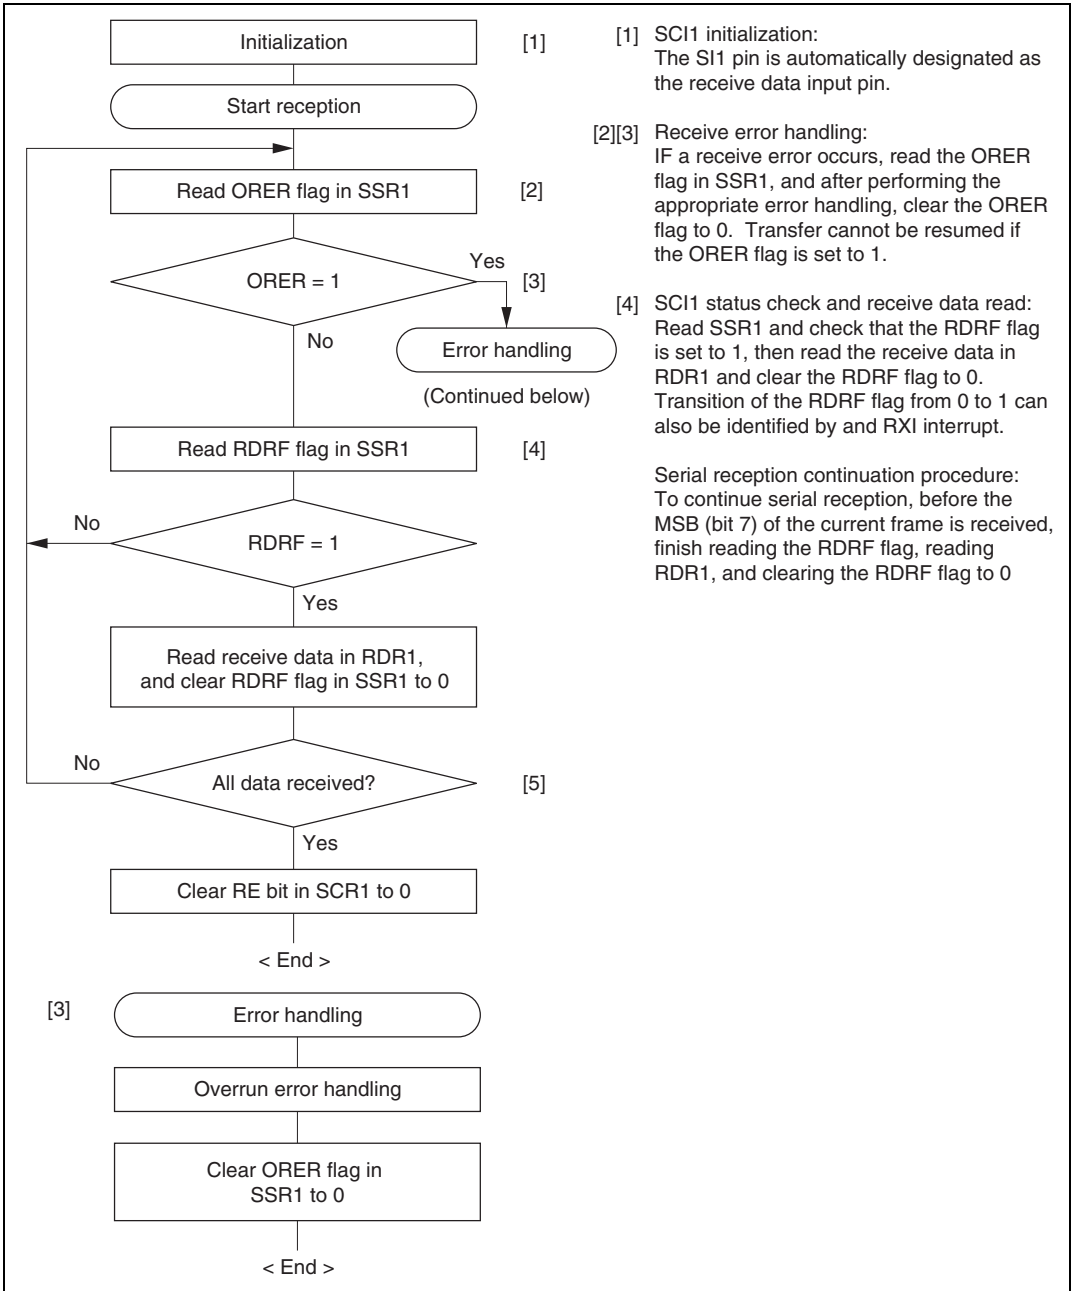 Initialization
[1]
Start reception
Read ORER flag in SSR1
[2]
ORER = 1
Yes
[3]
No
Error handling
(Continued below)
Read RDRF flag in SSR1
[4]
No
RDRF = 1
Yes
Read receive data in RDR1,
and clear RDRF flag in SSR1 to 0
No
All data received?
[5]
Yes
Clear RE bit in SCR1 to 0
< End >
[3]
Error handling
Overrun error handling
Clear ORER flag in
SSR1 to 0
< End >
[1] SCI1 initialization:
The SI1 pin is automatically designated as
the receive data input pin.
[2][3] Receive error handling:
IF a receive error occurs, read the ORER
flag in SSR1, and after performing the
appropriate error handling, clear the ORER
flag to 0. Transfer cannot be resumed if
the ORER flag is set to 1.
[4] SCI1 status check and receive data read:
Read SSR1 and check that the RDRF flag
is set to 1, then read the receive data in
RDR1 and clear the RDRF flag to 0.
Transition of the RDRF flag from 0 to 1 can
also be identified by and RXI interrupt.
Serial reception continuation procedure:
To continue serial reception, before the
MSB (bit 7) of the current frame is received,
finish reading the RDRF flag, reading
RDR1, and clearing the RDRF flag to 0